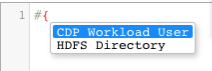 1 #{
CDP Workload User
HDFS Directory